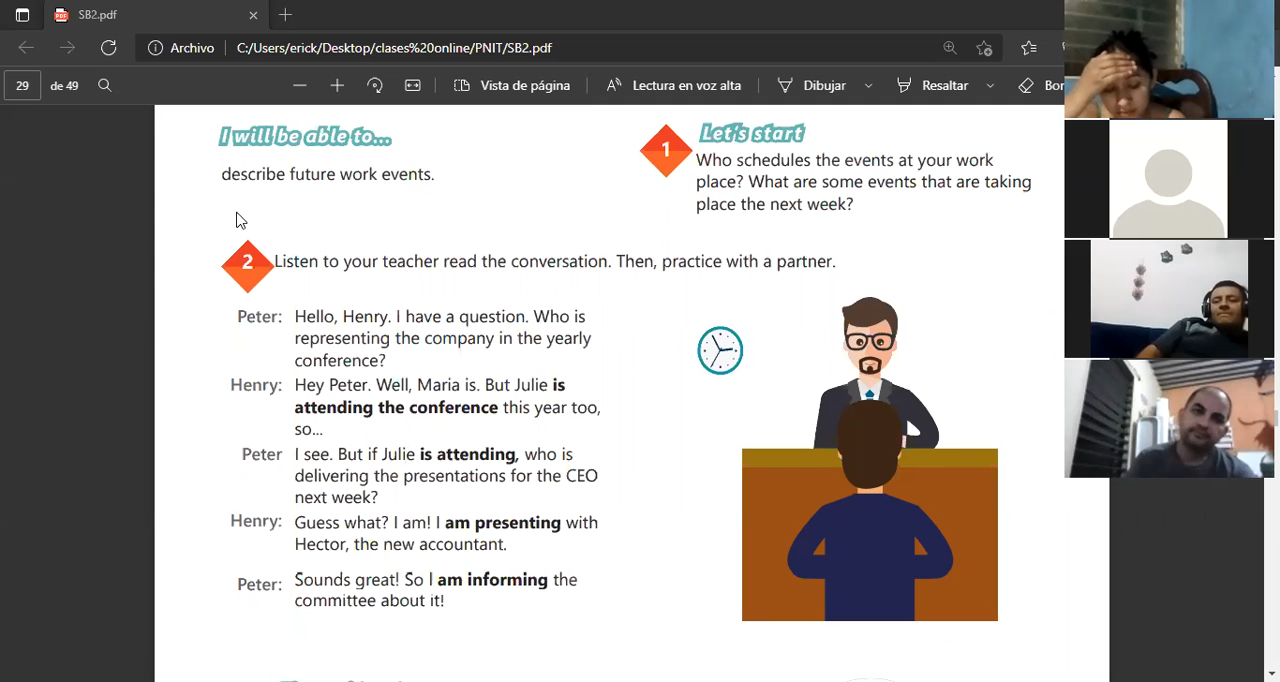 SB2.pdf
Archivo
C:/Users/erick/Desktop/clases%20online/PNIT/SB2.pdf
29
de 49
Vista de página
Lectura en voz alta
Dibujar
Resaltar
Bor
I will be able to...
describe future work events.
1
Let's start
Who schedules the events at your work
place? What are some events that are taking
place the next week?
2
Listen to your teacher read the conversation. Then, practice with a partner.
Peter: Hello, Henry. I have a question. Who is
representing the company in the yearly
conference?
Henry: Hey Peter. Well, Maria is. But Julie is
attending the conference this year too,
so...
Peter I see. But if Julie is attending, who is
delivering the presentations for the CEO
next week?
Henry: Guess what? I am! I am presenting with
Hector, the new accountant.
Peter: Sounds great! So I am informing the
committee about it!